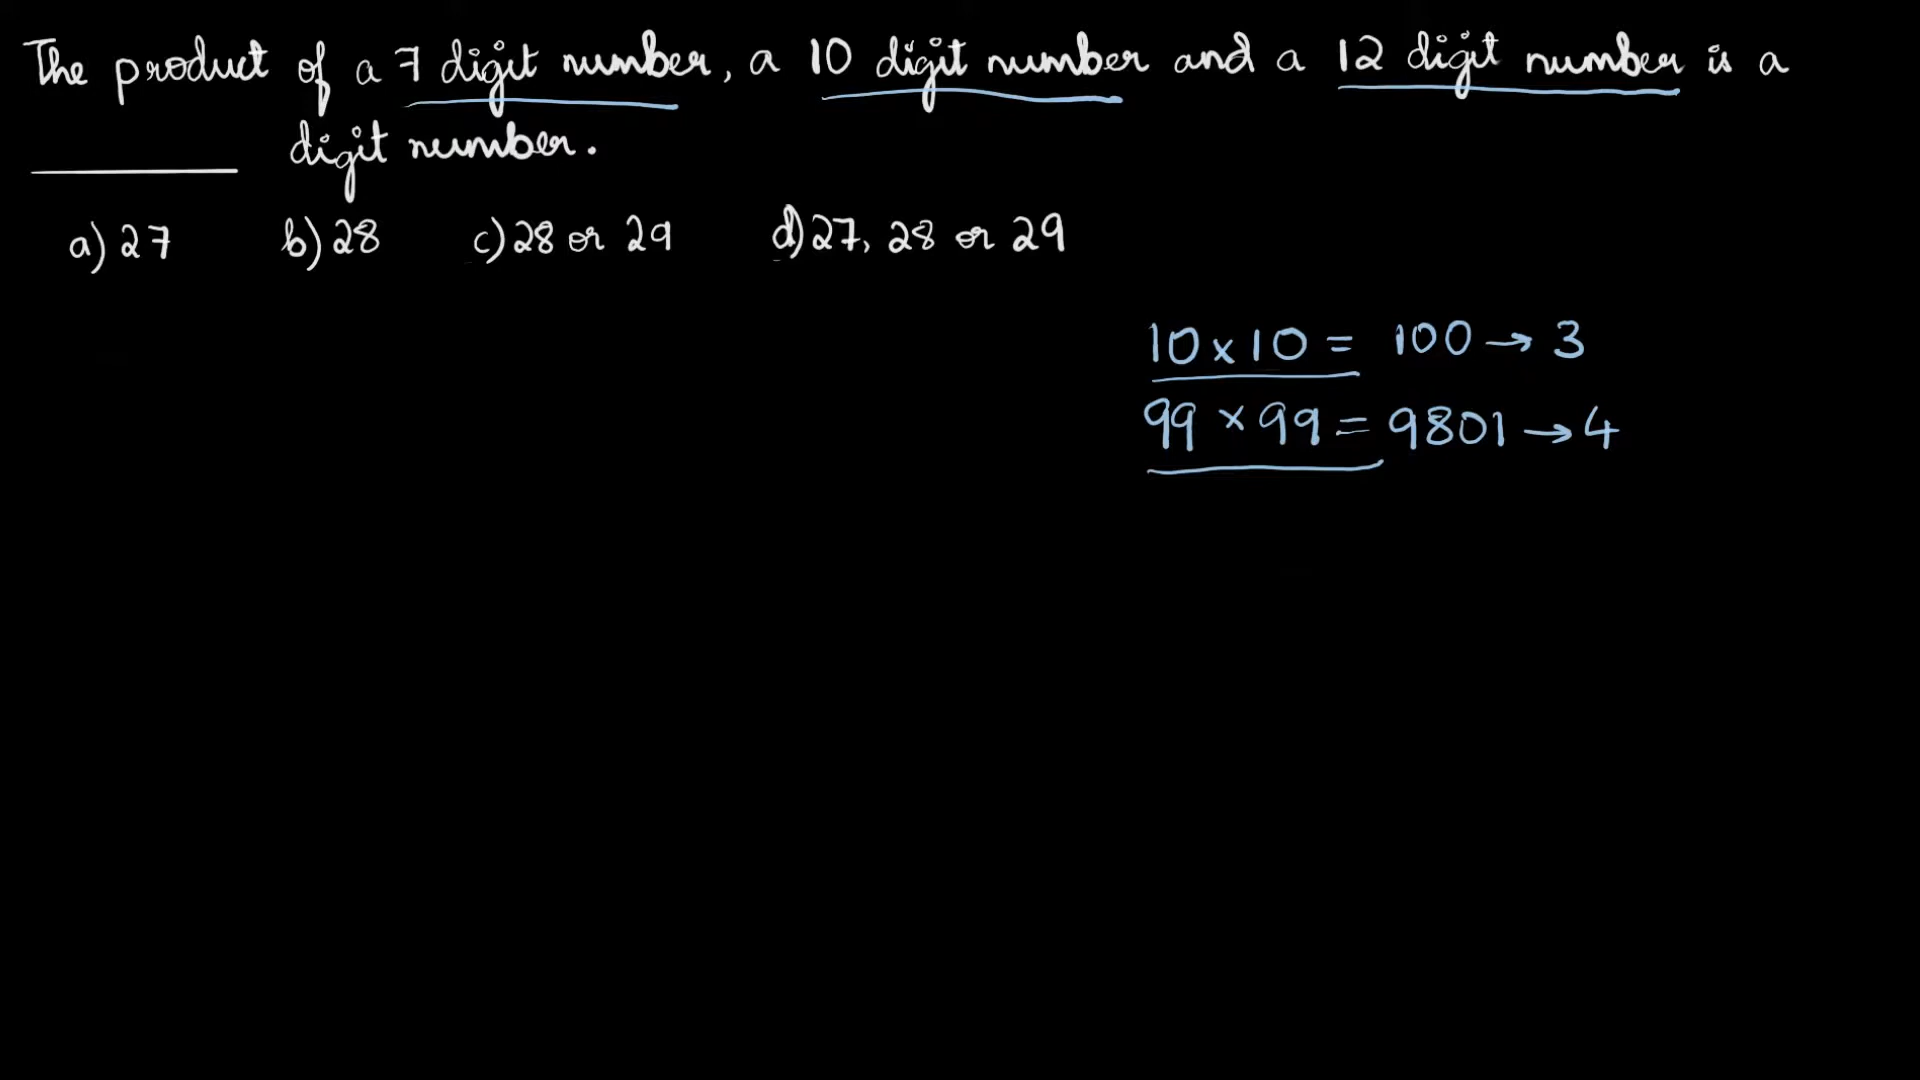 The product of a 7 digit number, a 10 digit number and a 12 digit number is a
________ digit number.
a) 27 b) 28 c) 28 or 29 d) 27, 28 or 29
10 x 10 = 100 → 3
99 x 99 = 9801 → 4